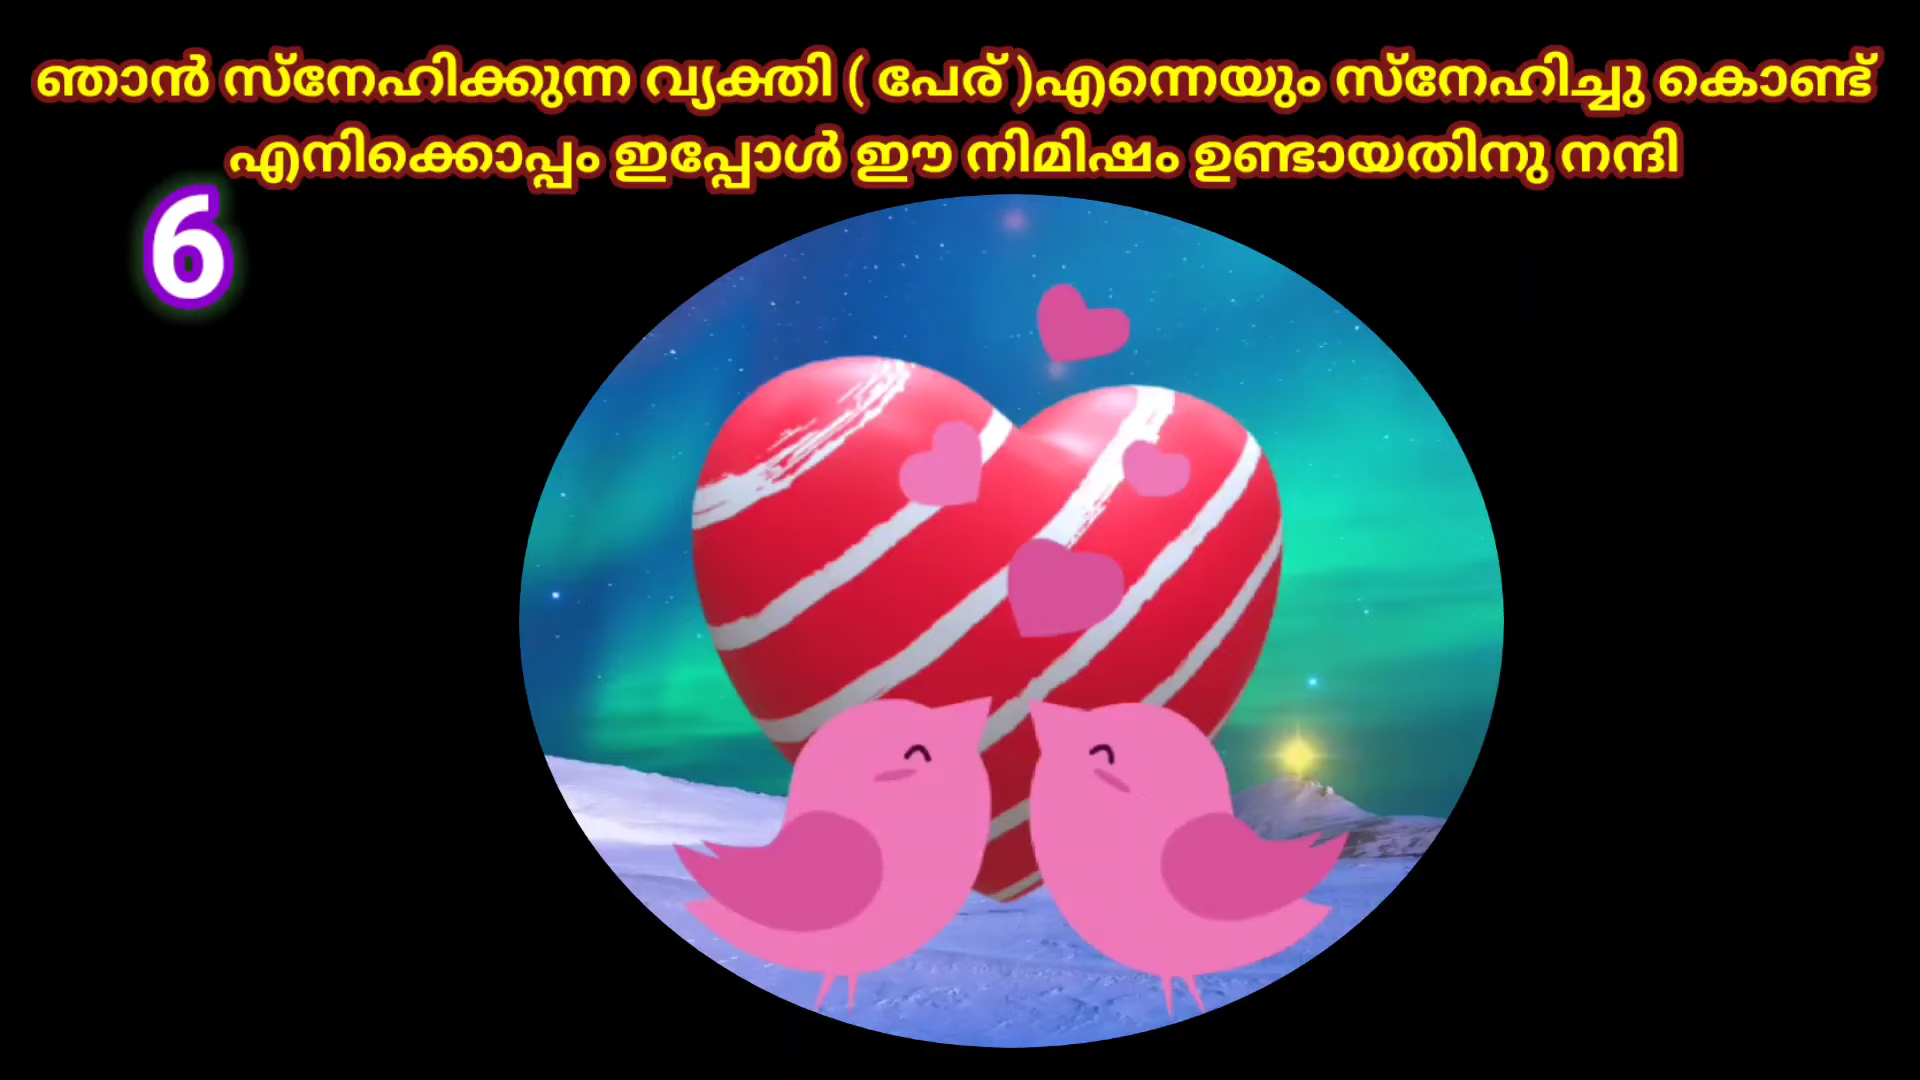 ഞാൻ സ്നേഹിക്കുന്ന വ്യക്തി ( പേര് )എന്നെയും സ്നേഹിച്ചു കൊണ്ട്
എനിക്കൊപ്പം ഇപ്പോൾ ഈ നിമിഷം ഉണ്ടായതിനു നന്ദി
6